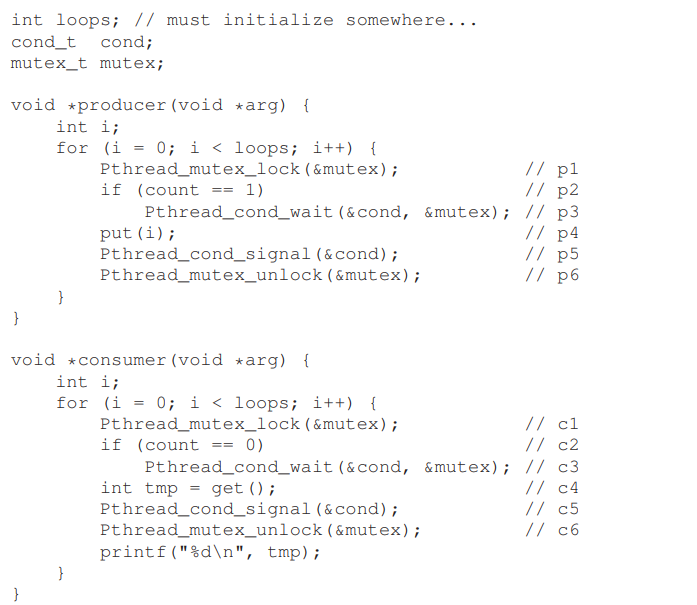 int loops; // must initialize somewhere...
cond_t  cond;
mutex_t mutex;

void *producer(void *arg) {
    int i;
    for (i = 0; i < loops; i++) {
        Pthread_mutex_lock(&mutex);           // p1
        if (count == 1)                       // p2
            Pthread_cond_wait(&cond, &mutex); // p3
        put(i);                               // p4
        Pthread_cond_signal(&cond);           // p5
        Pthread_mutex_unlock(&mutex);         // p6
    }
}

void *consumer(void *arg) {
    int i;
    for (i = 0; i < loops; i++) {
        Pthread_mutex_lock(&mutex);           // c1
        if (count == 0)                       // c2
            Pthread_cond_wait(&cond, &mutex); // c3
        int tmp = get();                      // c4
        Pthread_cond_signal(&cond);           // c5
        Pthread_mutex_unlock(&mutex);         // c6
        printf("%d\n", tmp);
    }
}